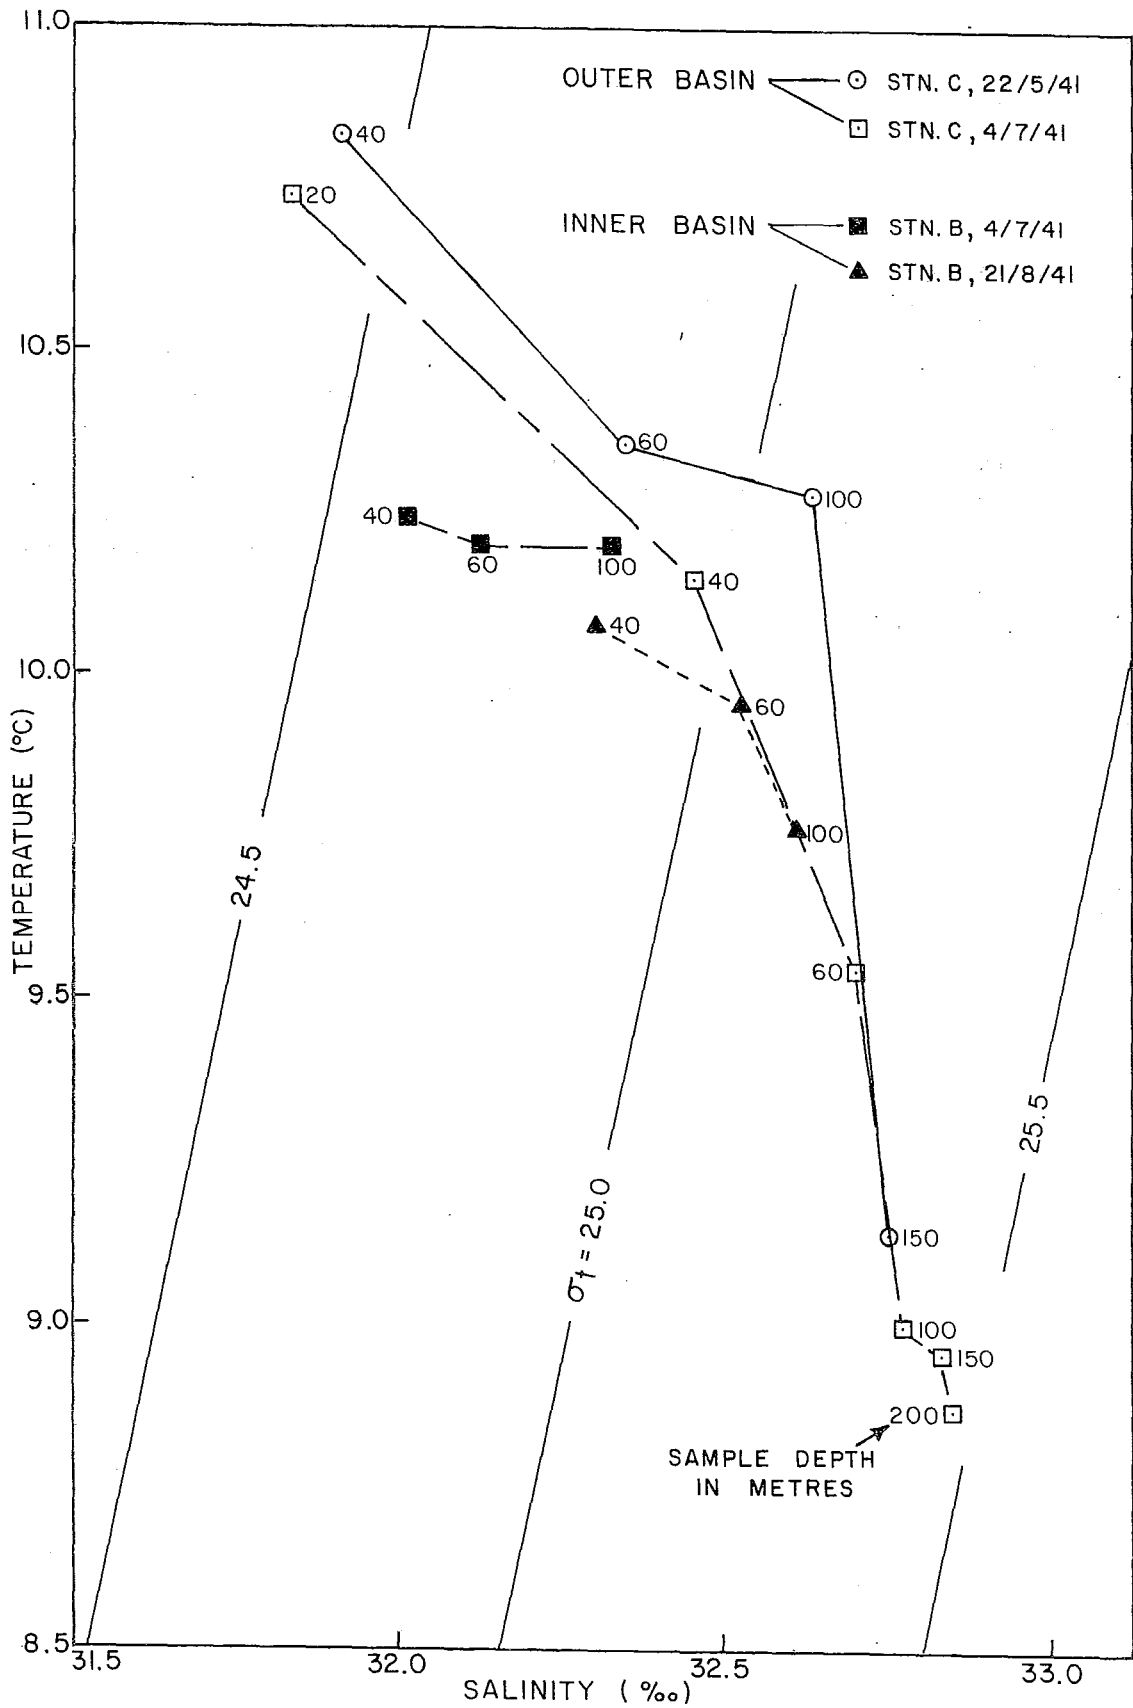 11.0
10.5
10.0
9.5
9.0
8.5
TEMPERATURE (°C)
OUTER BASIN
STN. C, 22/5/41
STN. C, 4/7/41
INNER BASIN
STN. B, 4/7/41
STN. B, 21/8/41
40
20
60
100
40
60
100
40
40
60
100
60
24.5
σt = 25.0
25.5
150
100
150
200
SAMPLE DEPTH
IN METRES
31.5
32.0
32.5
33.0
SALINITY (‰)